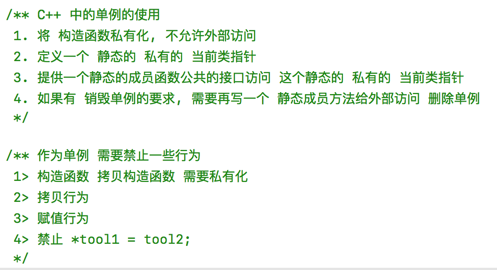 /** C++ 中的单例的使用
1. 将 构造函数私有化, 不允许外部访问
2. 定义一个 静态的 私有的 当前类指针
3. 提供一个静态的成员函数公共的接口访问 这个静态的 私有的 当前类指针
4. 如果有 销毁单例的要求, 需要再写一个 静态成员方法给外部访问 删除单例
*/
/** 作为单例 需要禁止一些行为
1> 构造函数 拷贝构造函数 需要私有化
2> 拷贝行为
3> 赋值行为
4> 禁止 *tool1 = tool2;
*/